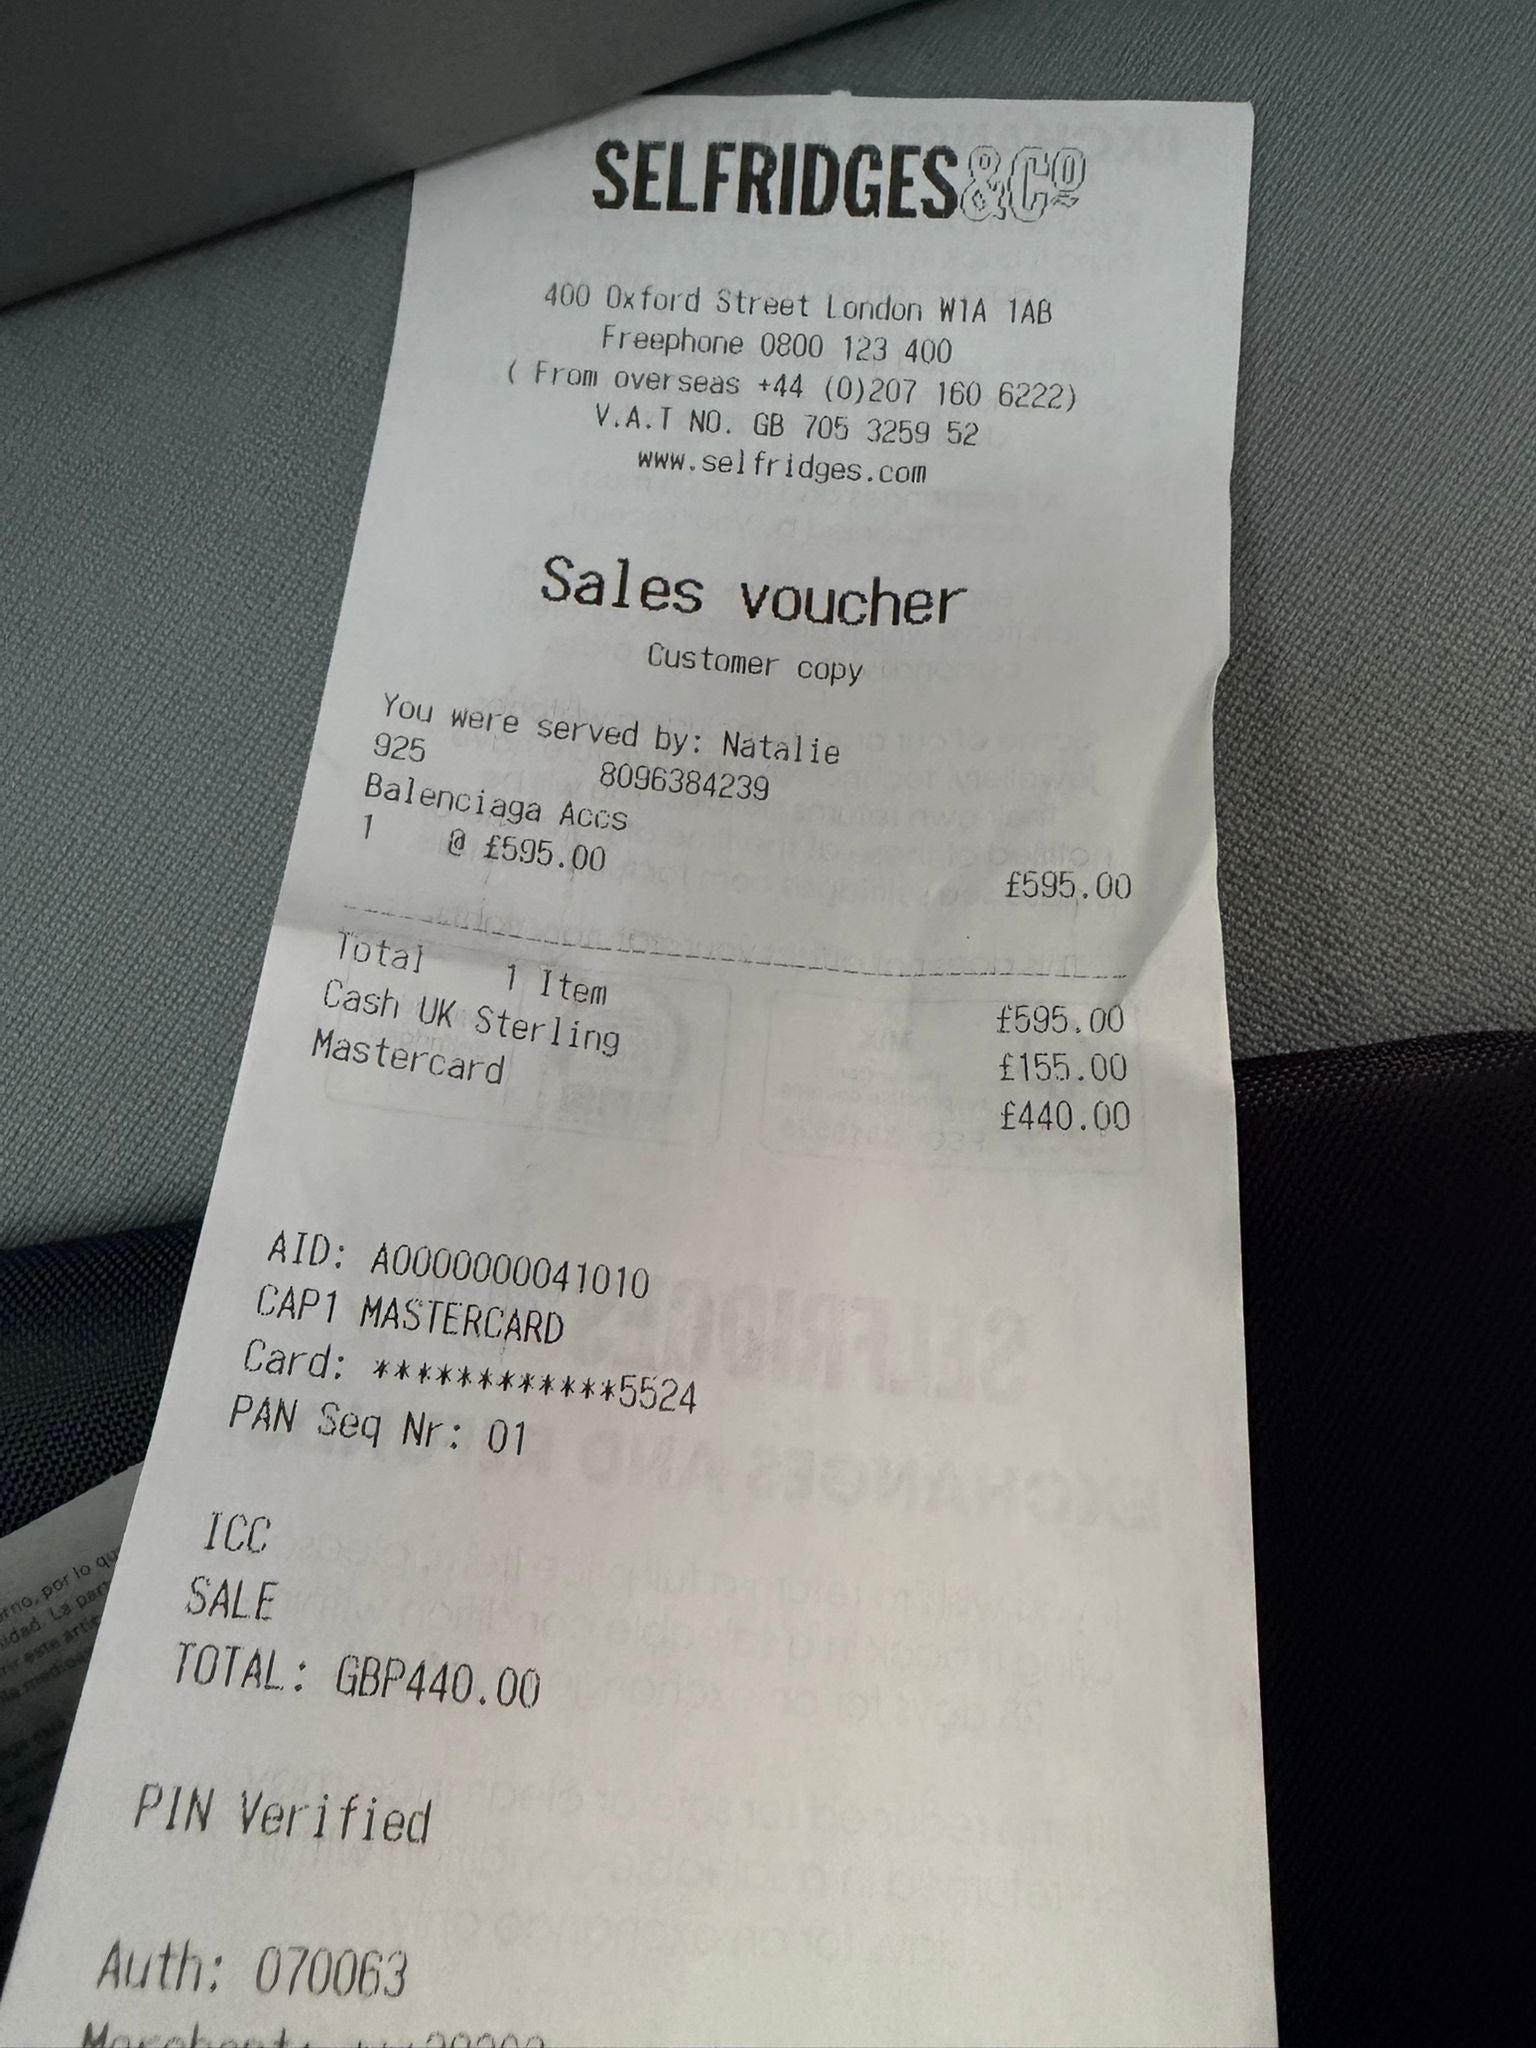 SELFRIDGES&Cº
400 Oxford Street London W1A 1AB
Freephone 0800 123 400
( From overseas +44 (0)207 160 6222)
V.A.T NO. GB 705 3259 52
www.selfridges.com
Sales voucher
Customer copy
You were served by: Natalie
925 8096384239
Balenciaga Accs
1 @ £595.00 £595.00
Total 1 Item £595.00
Cash UK Sterling £155.00
Mastercard £440.00
AID: A0000000041010
CAP1 MASTERCARD
Card: ************5524
PAN Seq Nr: 01
ICC
SALE
TOTAL: GBP440.00
PIN Verified
Auth: 070063
por lo
La
este